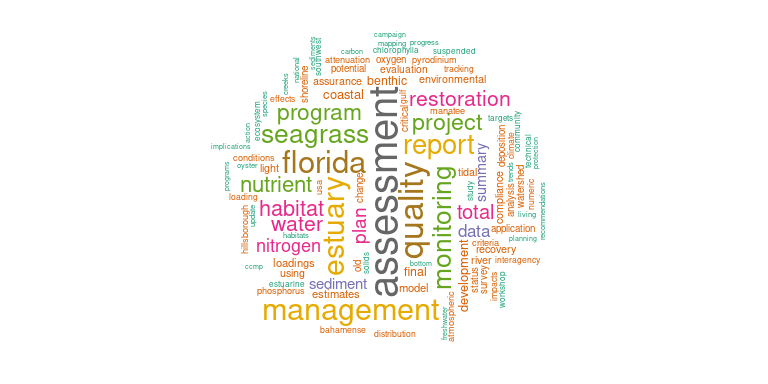 campaign
mapping
progress
carbon
chlorophylla
suspended
sediments
southwest
attenuation
oxygen
pyrodinium
national
potential
evaluation
tracking
creeks
shoreline
assurance
benthic
environmental
effects
coastal
gulf
restoration
species
ecosystem
program
critical
manatee
project
targets
action
seagrass
assessment
report
summary
deposition
climate
community
technical
protection
implications
conditions
oyster
light
florida
quality
monitoring
tidal
trends
programs
nutrient
usa
change
study
compliance
analysis
watershed
numeric
living
recommendations
loading
update
habitat
estuary
plan
total
hillsborough
water
data
application
habitats
planning
nitrogen
criteria
recovery
ccmp
loadings
old
solids
bottom
final
development
river
interagency
using
status
survey
impacts
workshop
estuarine
sediment
model
phosphorus
estimates
management
atmospheric
freshwater
bahamense
distribution